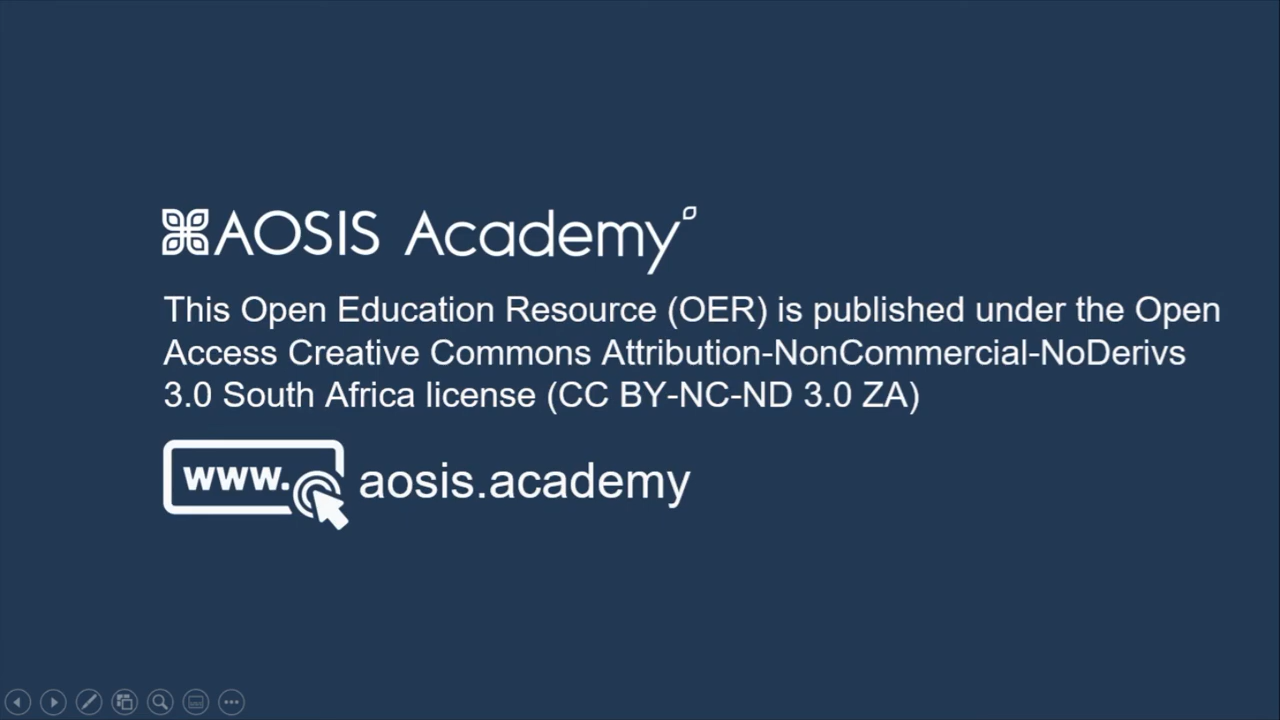 AOSIS Academy
This Open Education Resource (OER) is published under the Open
Access Creative Commons Attribution-NonCommercial-NoDerivs
3.0 South Africa license (CC BY-NC-ND 3.0 ZA)
www. aosis.academy